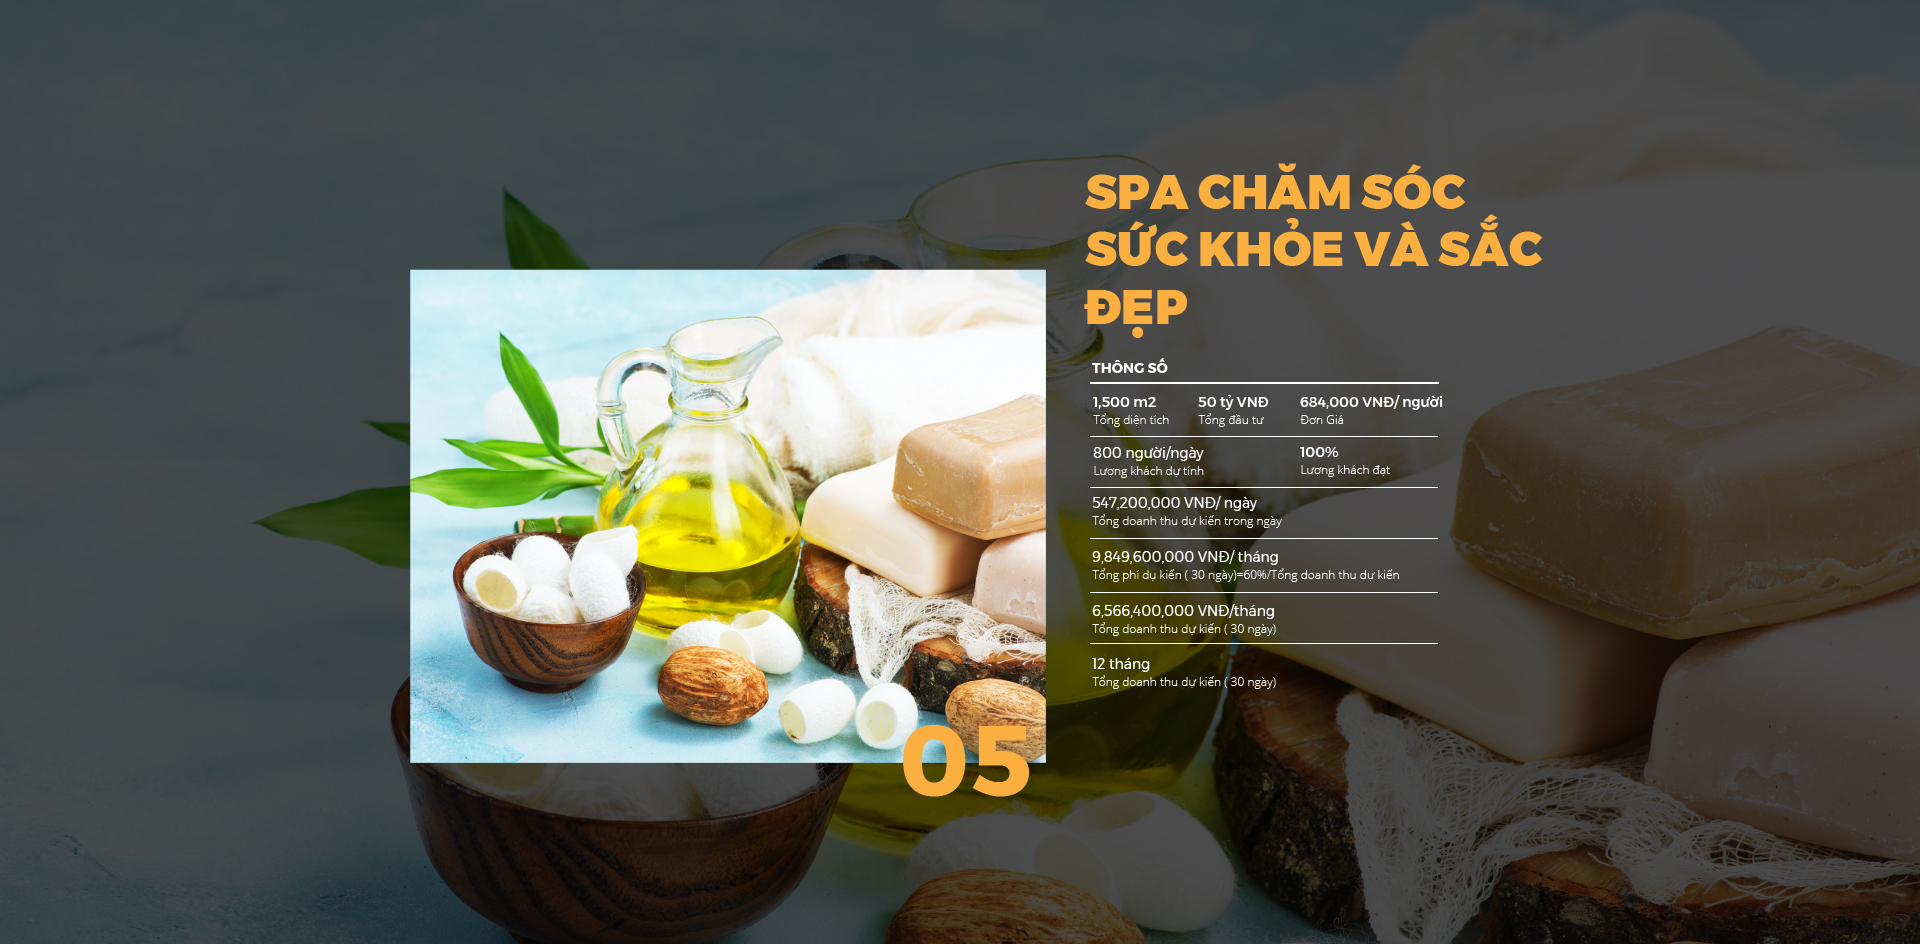 SPA CHĂM SÓC
SỨC KHỎE VÀ SẮC
ĐẸP
THÔNG SỐ
1,500 m2 50 tỷ VNĐ 684,000 VNĐ/ người
Tổng diện tích Tổng đầu tư Đơn Giá
800 người/ngày 100%
Lượng khách dự tính Lượng khách đạt
547,200,000 VNĐ/ ngày
Tổng doanh thu dự kiến trong ngày
9,849,600,000 VNĐ/ tháng
Tổng phí dụ kiến ( 30 ngày)=60%/Tổng doanh thu dự kiến
6,566,400,000 VNĐ/tháng
Tổng doanh thu dự kiến ( 30 ngày)
12 tháng
Tổng doanh thu dự kiến ( 30 ngày)
05